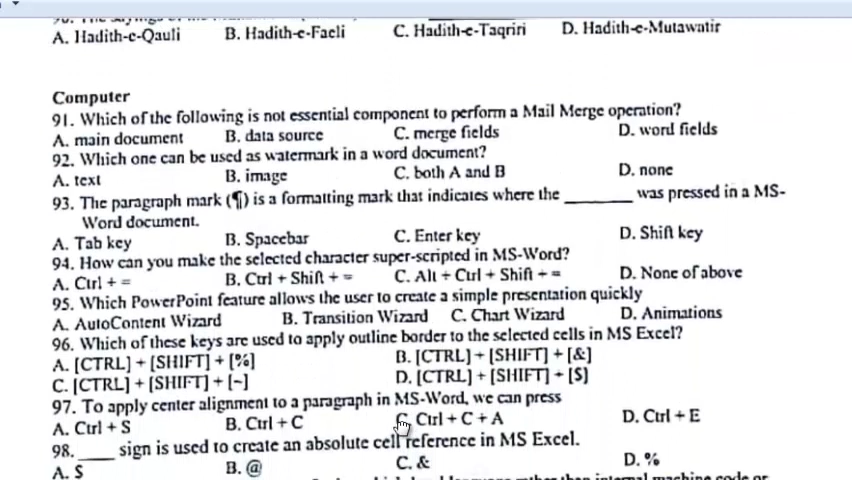 A. Hadith-e-Qauli B. Hadith-e-Faeli C. Hadith-e-Taqriri D. Hadith-e-Mutawatir
Computer
91. Which of the following is not essential component to perform a Mail Merge operation?
A. main document B. data source C. merge fields D. word fields
92. Which one can be used as watermark in a word document?
A. text B. image C. both A and B D. none
93. The paragraph mark (¶) is a formatting mark that indicates where the _______ was pressed in a MS-
Word document.
A. Tab key B. Spacebar C. Enter key D. Shift key
94. How can you make the selected character super-scripted in MS-Word?
A. Ctrl + = B. Ctrl + Shift + = C. Alt + Ctrl + Shift + = D. None of above
95. Which PowerPoint feature allows the user to create a simple presentation quickly
A. AutoContent Wizard B. Transition Wizard C. Chart Wizard D. Animations
96. Which of these keys are used to apply outline border to the selected cells in MS Excel?
A. [CTRL] + [SHIFT] + [%] B. [CTRL] + [SHIFT] + [&]
C. [CTRL] + [SHIFT] + [~] D. [CTRL] + [SHIFT] + [$]
97. To apply center alignment to a paragraph in MS-Word, we can press
A. Ctrl + S B. Ctrl + C C. Ctrl + C + A D. Ctrl + E
98. ____ sign is used to create an absolute cell reference in MS Excel.
A. $ B. @ C. & D. %